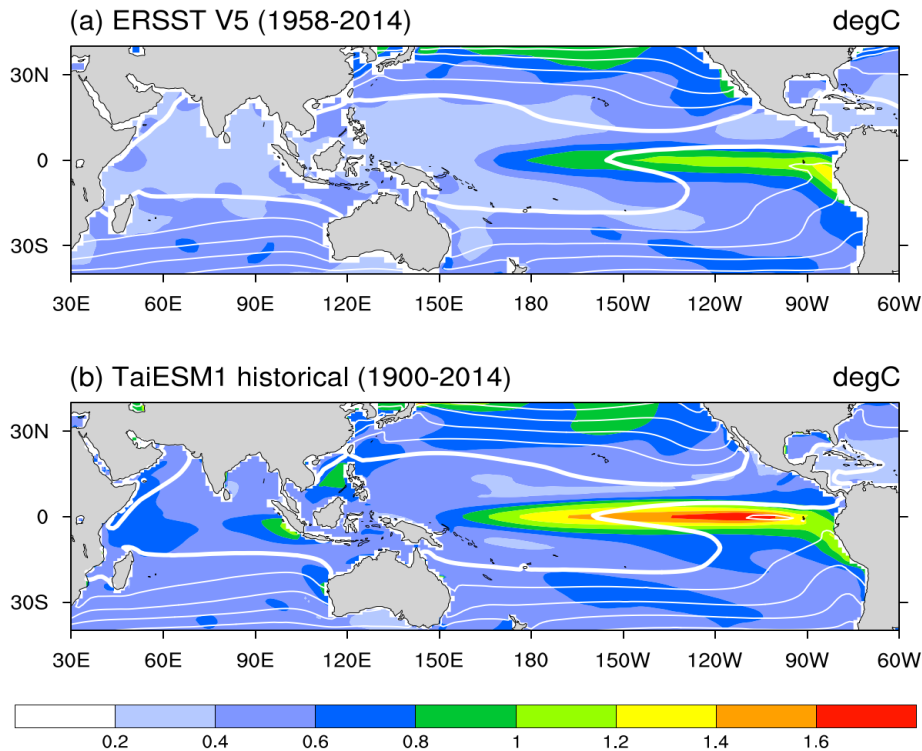 (a) ERSST V5 (1958-2014) degC
30N
0
30S
30E 60E 90E 120E 150E 180 150W 120W 90W 60W
(b) TaiESM1 historical (1900-2014) degC
30N
0
30S
30E 60E 90E 120E 150E 180 150W 120W 90W 60W
0.2 0.4 0.6 0.8 1 1.2 1.4 1.6